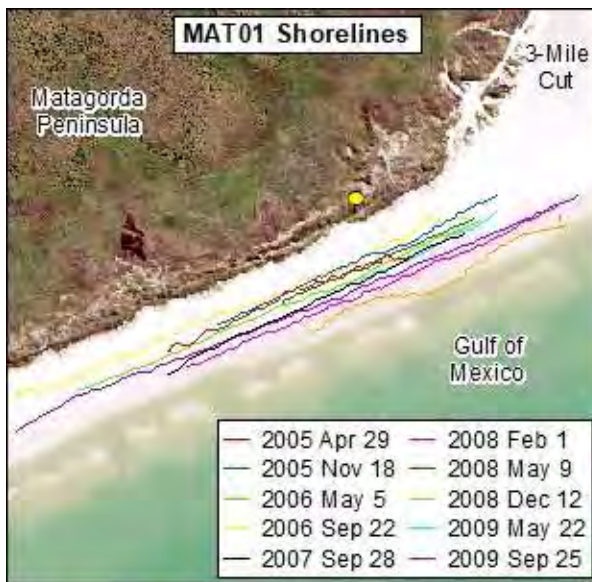 MAT01 Shorelines
3-Mile
Cut
Matagorda
Peninsula
Gulf of
Mexico
2005 Apr 29
2005 Nov 18
2006 May 5
2006 Sep 22
2007 Sep 28
2008 Feb 1
2008 May 9
2008 Dec 12
2009 May 22
2009 Sep 25